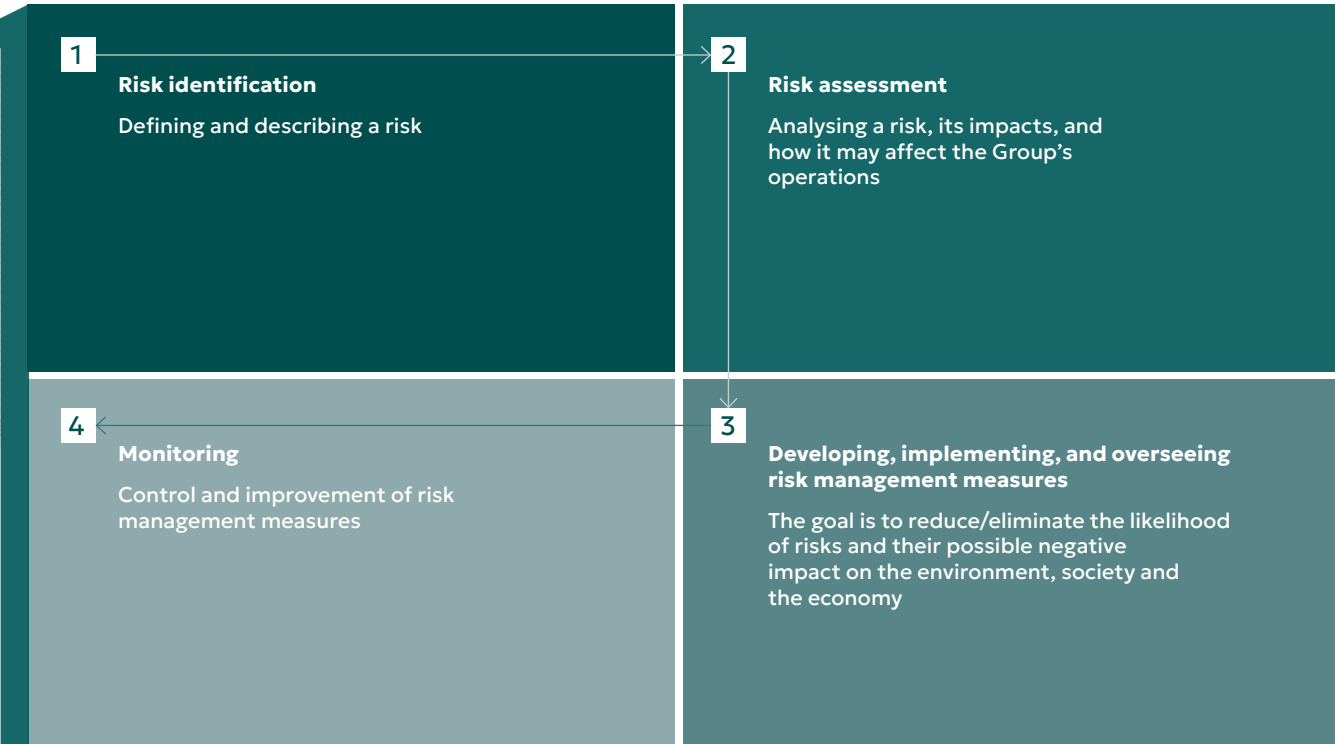 1
Risk identification
Defining and describing a risk
2
Risk assessment
Analysing a risk, its impacts, and
how it may affect the Group’s
operations
3
Developing, implementing, and overseeing
risk management measures
The goal is to reduce/eliminate the likelihood
of risks and their possible negative
impact on the environment, society and
the economy
4
Monitoring
Control and improvement of risk
management measures